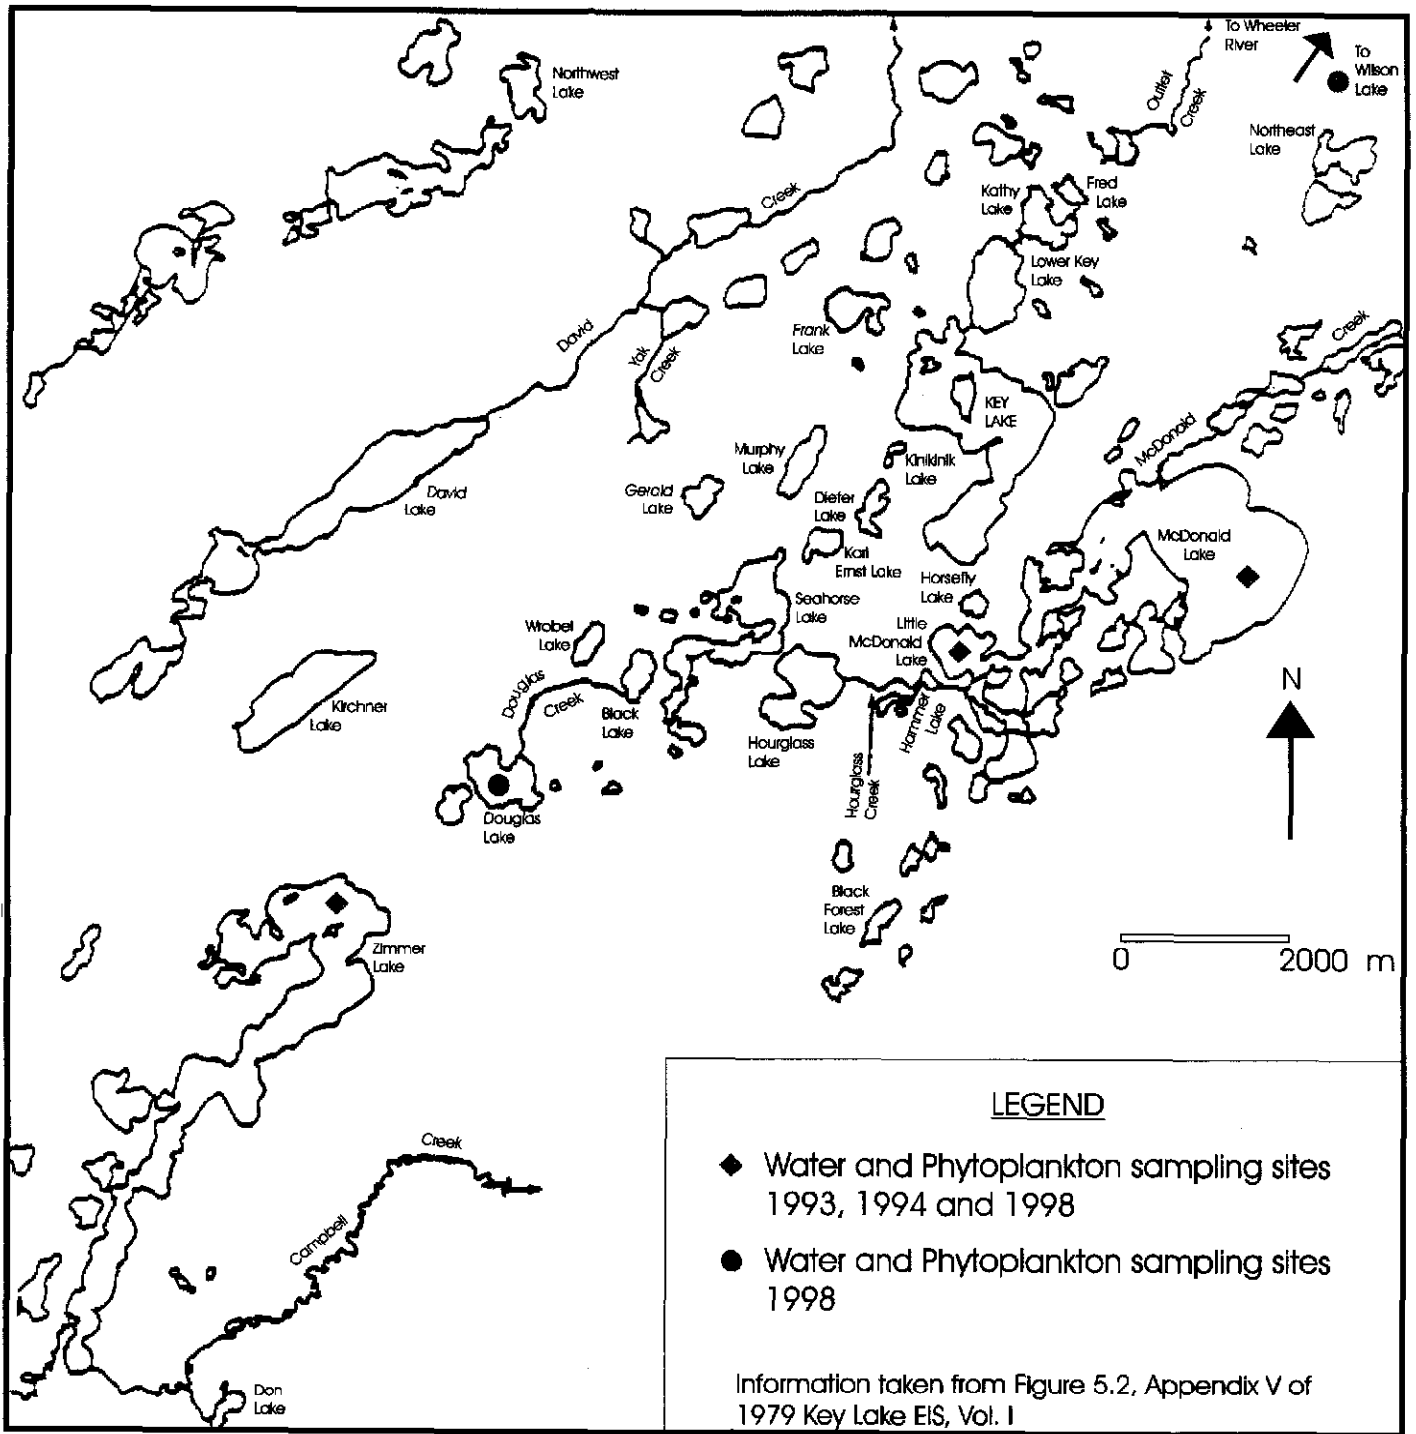 To Wheeler
River
To
Wilson
Lake
Northwest
Lake
Outlet
Creek
Northeast
Lake
Kathy
Lake
Fred
Lake
Creek
Lower Key
Lake
David
Yak
Creek
Frank
Lake
Creek
KEY
LAKE
McDonald
Murphy
Lake
Kinikinik
Lake
Gerald
Lake
David
Lake
Dieter
Lake
McDonald
Lake
Karl
Ernst Lake
Horsefly
Lake
Seahorse
Lake
Little
McDonald
Lake
Wrobel
Lake
Douglas
Creek
Black
Lake
Kirchner
Lake
Hourglass
Lake
Hammer
Lake
N
Hourglass
Creek
Douglas
Lake
Black
Forest
Lake
Zimmer
Lake
0 2000 m
LEGEND
Water and Phytoplankton sampling sites
1993, 1994 and 1998
Water and Phytoplankton sampling sites
1998
Information taken from Figure 5.2, Appendix V of
1979 Key Lake EIS, Vol. I
Creek
Campbell
Don
Lake